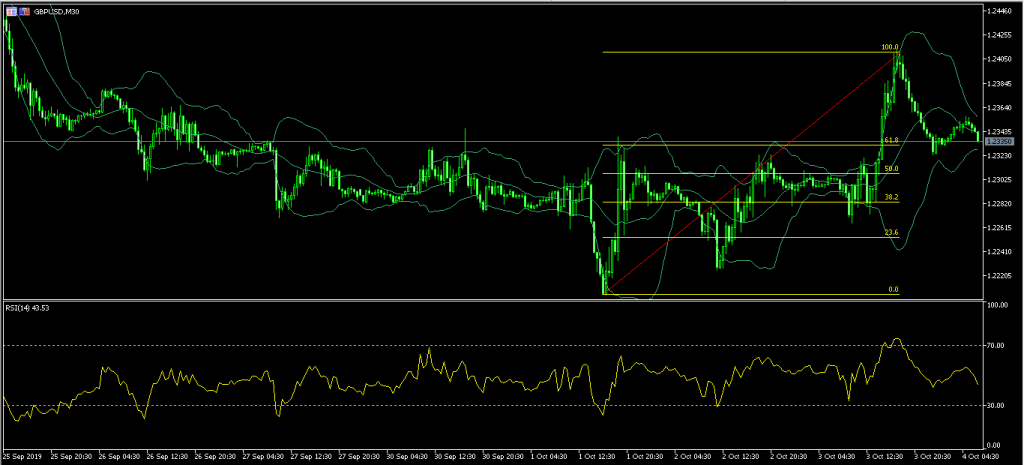 GBPUSD,M30
1.24460
1.24255
1.24050
1.23845
1.23640
1.23435
1.23350
1.23230
1.23025
1.22820
1.22615
1.22410
1.22205
100.0
61.8
50.0
38.2
23.6
0.0
RSI(14) 43.53
100.00
70.00
30.00
0.00
25 Sep 2019
25 Sep 20:30
26 Sep 04:30
26 Sep 12:30
26 Sep 20:30
27 Sep 04:30
27 Sep 12:30
27 Sep 20:30
30 Sep 04:30
30 Sep 12:30
30 Sep 20:30
1 Oct 04:30
1 Oct 12:30
1 Oct 20:30
2 Oct 04:30
2 Oct 12:30
2 Oct 20:30
3 Oct 04:30
3 Oct 12:30
3 Oct 20:30
4 Oct 04:30